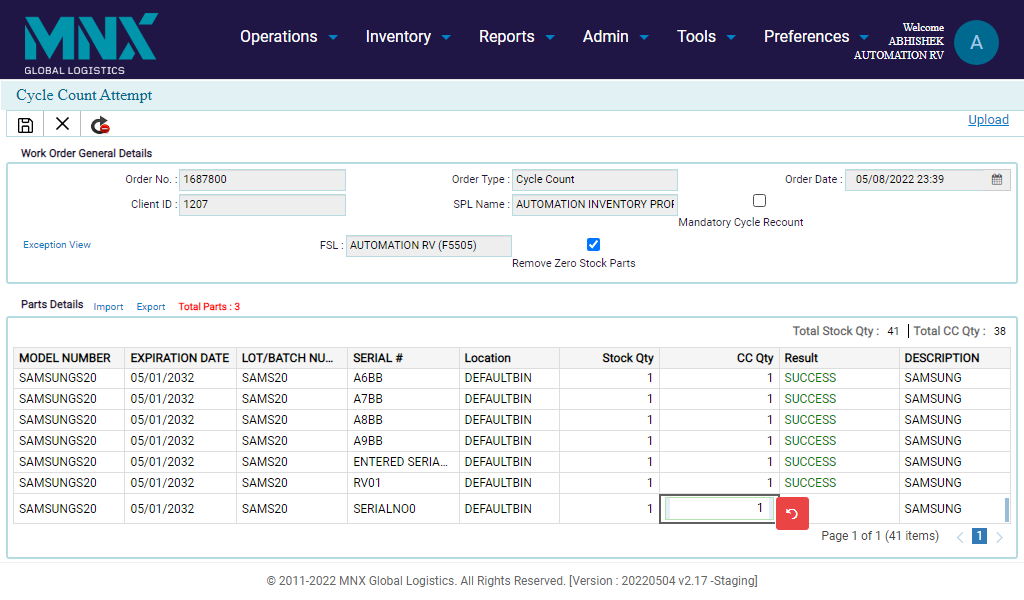 MNX
GLOBAL LOGISTICS
Operations Inventory Reports Admin Tools Preferences
Welcome
ABHISHEK
AUTOMATION RV
A
Cycle Count Attempt
Upload
Work Order General Details
Order No. : 1687800 Order Type : Cycle Count Order Date : 05/08/2022 23:39
Client ID : 1207 SPL Name : AUTOMATION INVENTORY PROF
Mandatory Cycle Recount
Exception View FSL : AUTOMATION RV (F5505)
Remove Zero Stock Parts
Parts Details Import Export Total Parts : 3
Total Stock Qty : 41 Total CC Qty : 38
MODEL NUMBER EXPIRATION DATE LOT/BATCH NU... SERIAL # Location Stock Qty CC Qty Result DESCRIPTION
SAMSUNGS20 05/01/2032 SAMS20 A6BB DEFAULTBIN 1 1 SUCCESS SAMSUNG
SAMSUNGS20 05/01/2032 SAMS20 A7BB DEFAULTBIN 1 1 SUCCESS SAMSUNG
SAMSUNGS20 05/01/2032 SAMS20 A8BB DEFAULTBIN 1 1 SUCCESS SAMSUNG
SAMSUNGS20 05/01/2032 SAMS20 A9BB DEFAULTBIN 1 1 SUCCESS SAMSUNG
SAMSUNGS20 05/01/2032 SAMS20 ENTERED SERIA... DEFAULTBIN 1 1 SUCCESS SAMSUNG
SAMSUNGS20 05/01/2032 SAMS20 RV01 DEFAULTBIN 1 1 SUCCESS SAMSUNG
SAMSUNGS20 05/01/2032 SAMS20 SERIALNO0 DEFAULTBIN 1 1 SAMSUNG
Page 1 of 1 (41 items) 1
© 2011-2022 MNX Global Logistics. All Rights Reserved. [Version : 20220504 v2.17 -Staging]